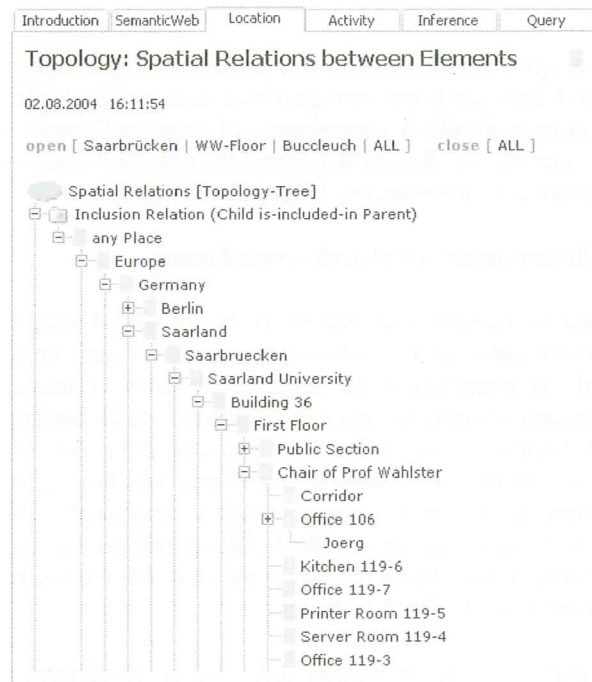 Introduction SemanticWeb Location Activity Inference Query
Topology: Spatial Relations between Elements
02.08.2004 16:11:54
open [ Saarbrücken | WW-Floor | Buccleuch | ALL ] close [ ALL ]
Spatial Relations [Topology-Tree]
Inclusion Relation (Child is-included-in Parent)
any Place
Europe
Germany
Berlin
Saarland
Saarbruecken
Saarland University
Building 36
First Floor
Public Section
Chair of Prof Wahlster
Corridor
Office 106
Joerg
Kitchen 119-6
Office 119-7
Printer Room 119-5
Server Room 119-4
Office 119-3